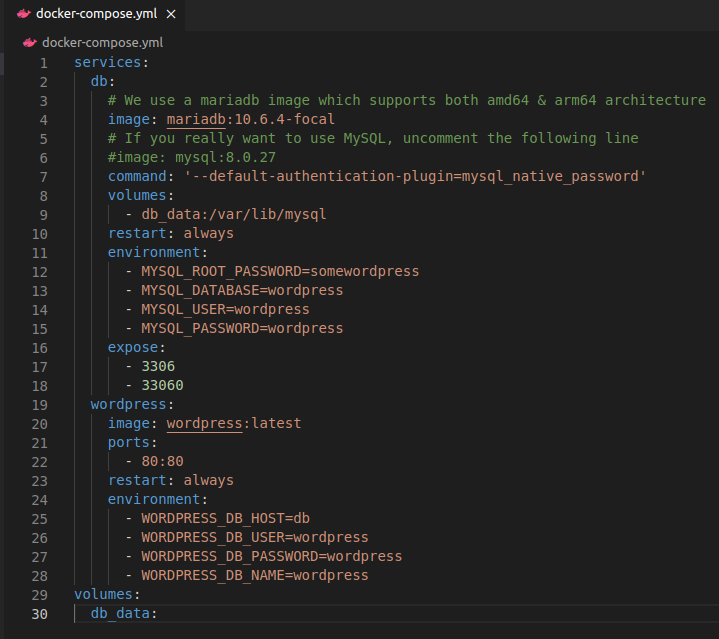 docker-compose.yml ×
docker-compose.yml
1 services:
2   db:
3     # We use a mariadb image which supports both amd64 & arm64 architecture
4     image: mariadb:10.6.4-focal
5     # If you really want to use MySQL, uncomment the following line
6     #image: mysql:8.0.27
7     command: '--default-authentication-plugin=mysql_native_password'
8     volumes:
9       - db_data:/var/lib/mysql
10     restart: always
11     environment:
12       - MYSQL_ROOT_PASSWORD=somewordpress
13       - MYSQL_DATABASE=wordpress
14       - MYSQL_USER=wordpress
15       - MYSQL_PASSWORD=wordpress
16     expose:
17       - 3306
18       - 33060
19   wordpress:
20     image: wordpress:latest
21     ports:
22       - 80:80
23     restart: always
24     environment:
25       - WORDPRESS_DB_HOST=db
26       - WORDPRESS_DB_USER=wordpress
27       - WORDPRESS_DB_PASSWORD=wordpress
28       - WORDPRESS_DB_NAME=wordpress
29 volumes:
30   db_data: